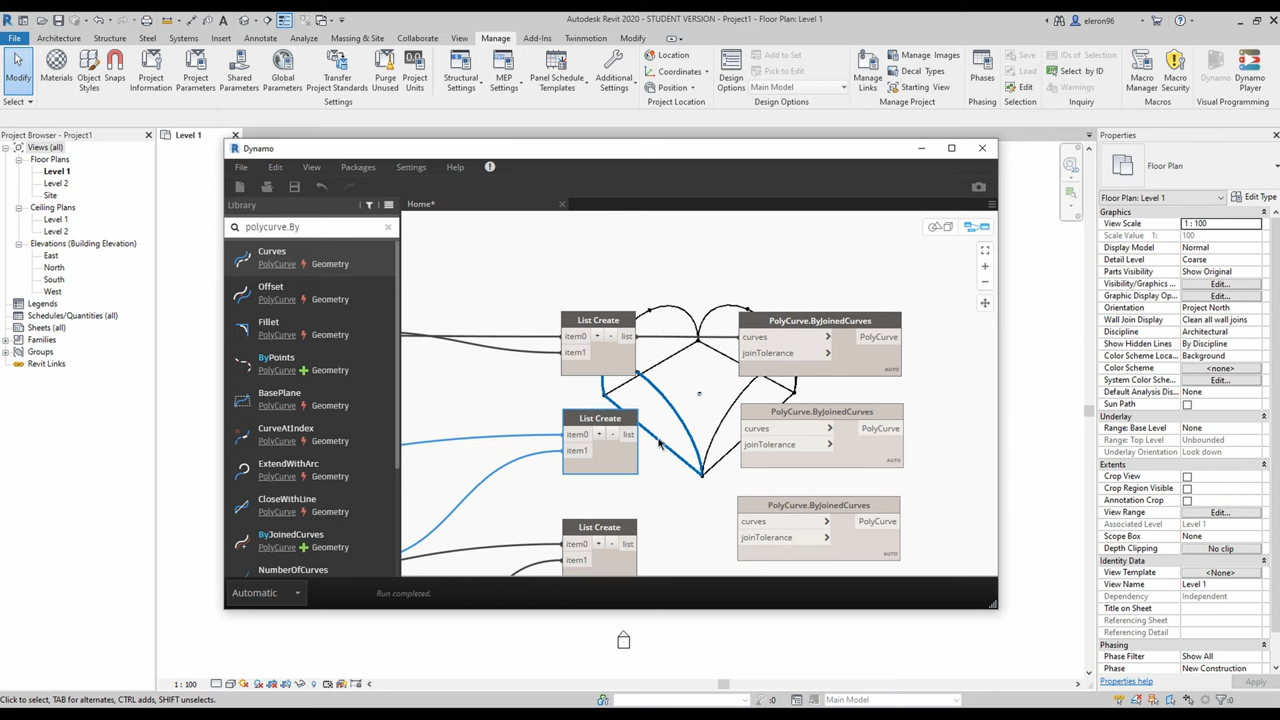 Autodesk Revit 2020 - STUDENT VERSION - Project1 - Floor Plan: Level 1
eleron96
File Architecture Structure Steel Systems Insert Annotate Analyze Massing & Site Collaborate View Manage Add-Ins Twinmotion Modify
Modify
Materials
Object Styles
Snaps
Project Information
Project Parameters
Shared Parameters
Global Parameters
Transfer Project Standards
Purge Unused
Project Units
Structural Settings
MEP Settings
Panel Schedule Templates
Additional Settings
Location
Coordinates
Position
Design Options
Add to Set
Pick to Edit
Main Model
Manage Links
Manage Images
Decal Types
Starting View
Phases
Save
Load
Edit
IDs of Selection
Select by ID
Warnings
Macro Manager
Macro Security
Dynamo
Dynamo Player
Select
Settings
Project Location
Design Options
Manage Project
Phasing
Selection
Inquiry
Macros
Visual Programming
Project Browser - Project1
Views (all)
Floor Plans
Level 1
Level 2
Site
Ceiling Plans
Level 1
Level 2
Elevations (Building Elevation)
East
North
South
West
Legends
Schedules/Quantities (all)
Sheets (all)
Families
Groups
Revit Links
Level 1
Dynamo
File Edit View Packages Settings Help
Library
Home*
polycurve.By
Curves
PolyCurve Geometry
Offset
PolyCurve Geometry
Fillet
PolyCurve Geometry
ByPoints
PolyCurve Geometry
BasePlane
PolyCurve Geometry
CurveAtIndex
PolyCurve Geometry
ExtendWithArc
PolyCurve Geometry
CloseWithLine
PolyCurve Geometry
ByJoinedCurves
PolyCurve Geometry
NumberOfCurves
List Create
item0 + - list
item1
PolyCurve.ByJoinedCurves
curves > PolyCurve
joinTolerance >
AUTO
List Create
item0 + - list
item1
PolyCurve.ByJoinedCurves
curves > PolyCurve
joinTolerance >
AUTO
PolyCurve.ByJoinedCurves
curves > PolyCurve
joinTolerance >
AUTO
List Create
item0 + - list
item1
Automatic
Run completed.
Properties
Floor Plan
Floor Plan: Level 1
Edit Type
Graphics
View Scale 1 : 100
Scale Value 1: 100
Display Model Normal
Detail Level Coarse
Parts Visibility Show Original
Visibility/Graphics Edit...
Graphic Display Op... Edit...
Orientation Project North
Wall Join Display Clean all wall joins
Discipline Architectural
Show Hidden Lines By Discipline
Color Scheme Loca... Background
Color Scheme <none>
System Color Sche... Edit...
Default Analysis Dis... None
Sun Path
Underlay
Range: Base Level None
Range: Top Level Unbounded
Underlay Orientation Look down
Extents
Crop View
Crop Region Visible
Annotation Crop
View Range Edit...
Associated Level Level 1
Scope Box None
Depth Clipping No clip
Identity Data
View Template <None>
View Name Level 1
Dependency Independent
Title on Sheet
Referencing Sheet
Referencing Detail
Phasing
Phase Filter Show All
Phase New Construction
Properties help
Apply
1 : 100
Click to select, TAB for alternates, CTRL adds, SHIFT unselects.
:0
Main Model
:0